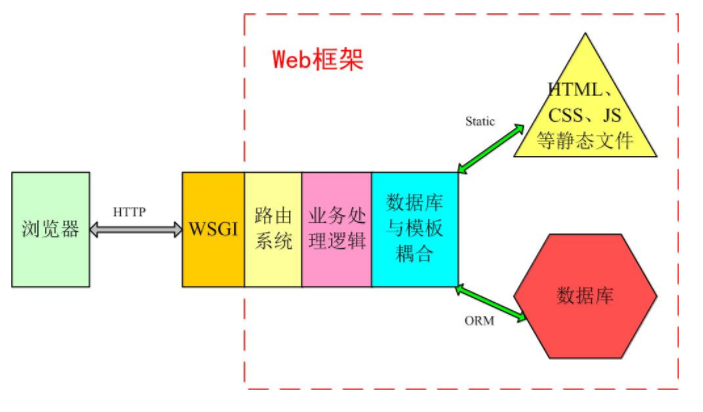 Web框架
HTML、
CSS、JS
等静态文件
Static
浏览器
HTTP
WSGI
路由
系统
业务处
理逻辑
数据库
与模板
耦合
数据库
ORM